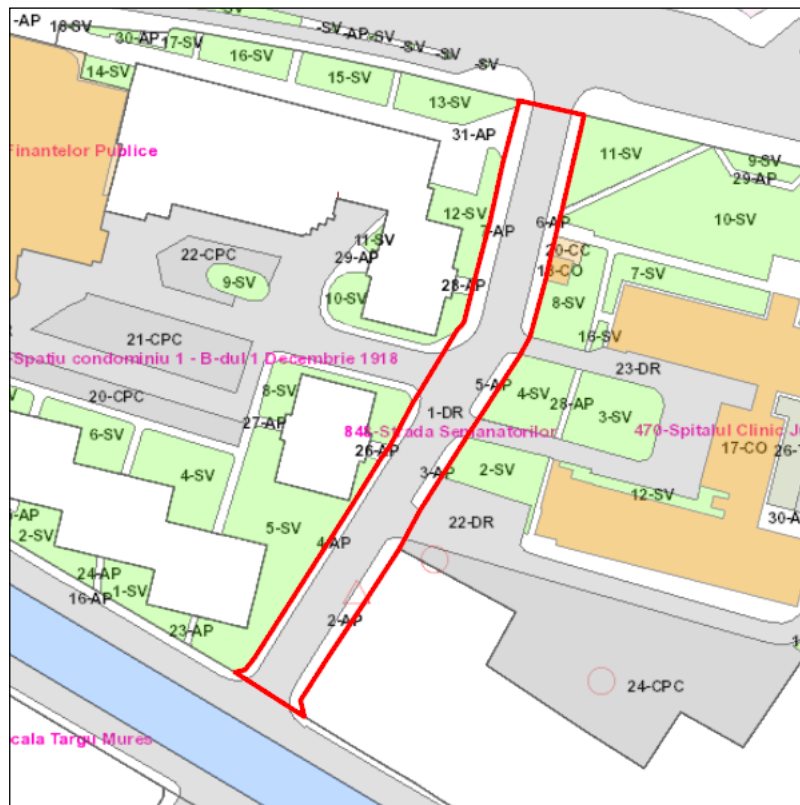 -AP
18-SV
30-AP
17-SV
-SV
-AP
-SV
-SV
-SV
-SV
16-SV
15-SV
14-SV
13-SV
31-AP
11-SV
9-SV
29-AP
Finantelor Publice
12-SV
7-AP
6-AP
10-SV
11-SV
22-CPC
29-AP
20-CC
18-CO
7-SV
9-SV
28-AP
10-SV
8-SV
21-CPC
16-SV
-Spatiu condominiu 1 - B-dul 1 Decembrie 1918
23-DR
20-CPC
8-SV
5-AP
4-SV
28-AP
3-SV
1-DR
27-AP
6-SV
848-Strada Semanatorilor
470-Spitalul Clinic Ju
26-AP
17-CO
4-SV
3-AP
2-SV
12-SV
5-SV
22-DR
30-A
-AP
2-SV
4-AP
24-AP
1-SV
16-AP
2-AP
23-AP
24-CPC
cala Targu Mures